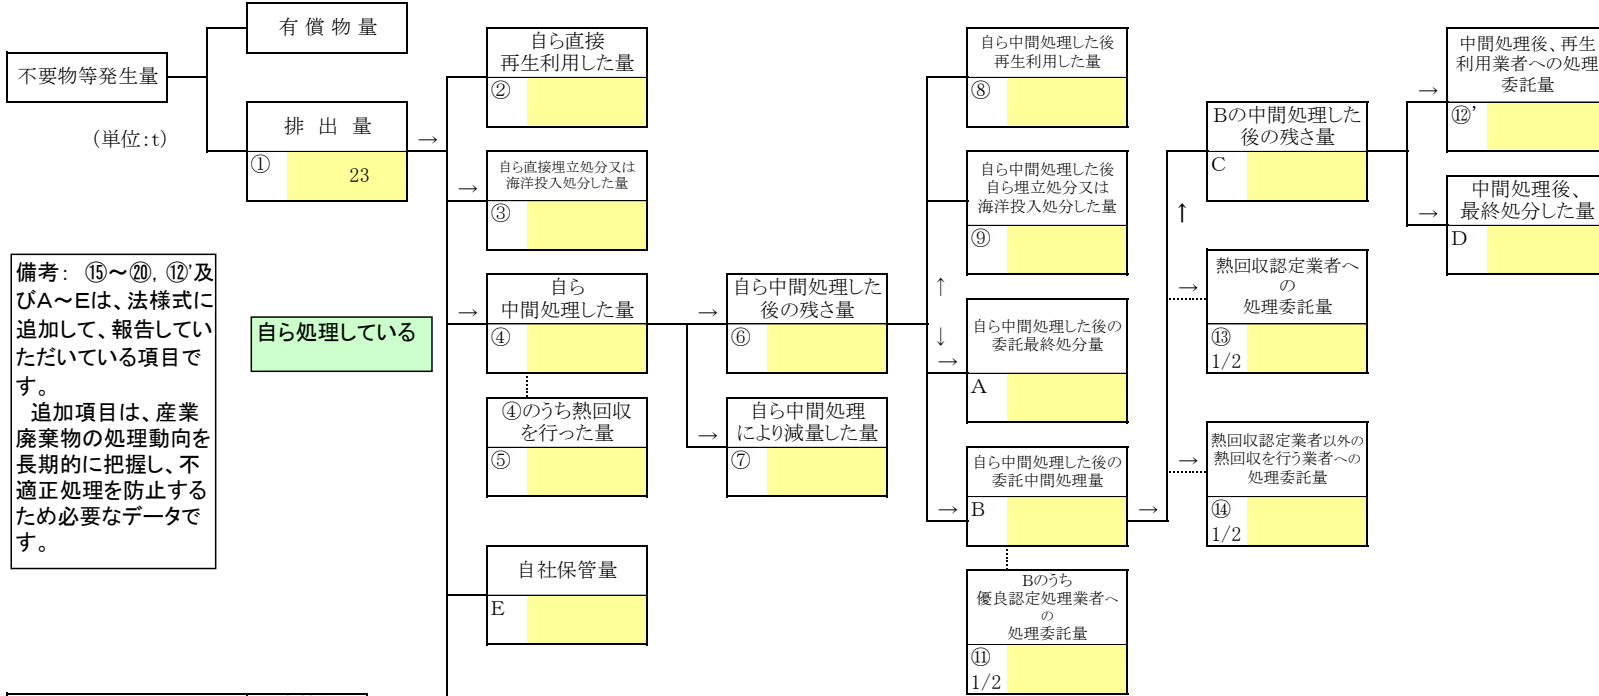 有 償 物 量
不要物等発生量
（単位：t）
排 出 量
→
①
23
備考： ⑮～⑳, ⑫'及
びA～Eは、法様式に
追加して、報告してい
ただいている項目で
す。
追加項目は、産業
廃棄物の処理動向を
長期的に把握し、不
適正処理を防止する
ため必要なデータで
す。
自ら処理している
自ら直接
再生利用した量
②
→
自ら直接埋立処分又は
海洋投入処分した量
③
→
自ら
中間処理した量
④
④のうち熱回収
を行った量
⑤
自社保管量
E
→
自ら中間処理した
後の残さ量
⑥
→
自ら中間処理
により減量した量
⑦
自ら中間処理した後
再生利用した量
⑧
自ら中間処理した後
自ら埋立処分又は
海洋投入処分した量
⑨
↑
↓
→
自ら中間処理した後の
委託最終処分量
A
自ら中間処理した後の
委託中間処理量
→
B
→
Bのうち
優良認定処理業者へ
の
処理委託量
⑪
1/2
↑
Bの中間処理した
後の残さ量
C
→
熱回収認定業者へ
の
処理委託量
⑬
1/2
→
熱回収認定業者以外の
熱回収を行う業者への
処理委託量
⑭
1/2
→
中間処理後、再生
利用業者への処理
委託量
⑫'
→
中間処理後、
最終処分した量
D